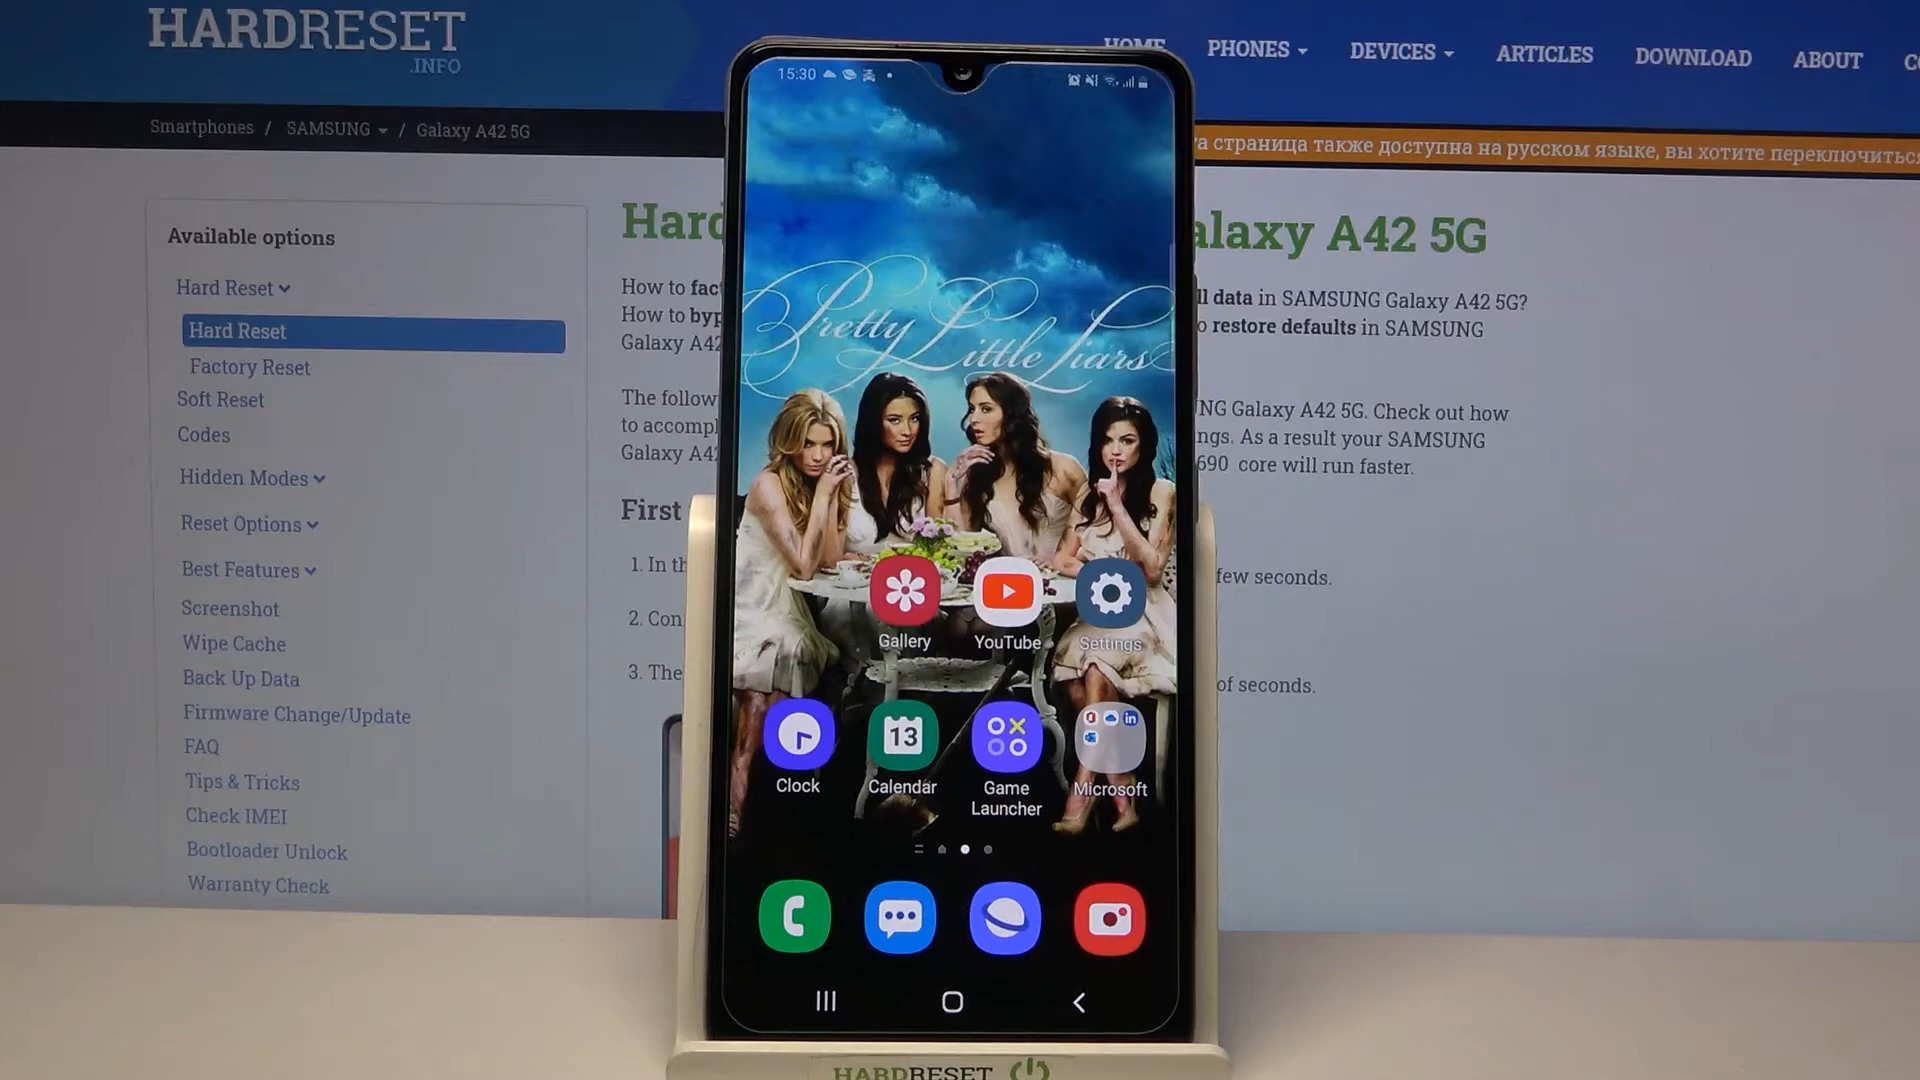 HARDRESET
.INFO
HOME
PHONES
DEVICES
ARTICLES
DOWNLOAD
ABOUT
Smartphones / SAMSUNG / Galaxy A42 5G
страница также доступна на русском языке, вы хотите переключиться
Available options
Hard Reset
Hard Reset
Factory Reset
Soft Reset
Codes
Hidden Modes
Reset Options
Best Features
Screenshot
Wipe Cache
Back Up Data
Firmware Change/Update
FAQ
Tips & Tricks
Check IMEI
Bootloader Unlock
Warranty Check
Hard
alaxy A42 5G
How to fac
ll data in SAMSUNG Galaxy A42 5G?
How to byp
o restore defaults in SAMSUNG
Galaxy A42
The follow
NG Galaxy A42 5G. Check out how
to accompl
ngs. As a result your SAMSUNG
Galaxy A42
690 core will run faster.
First
1. In th
few seconds.
2. Con
3. The
of seconds.
15:30
Pretty Little Liars
Gallery
YouTube
Settings
13
Clock
Calendar
Game
Launcher
Microsoft
HARDRESET